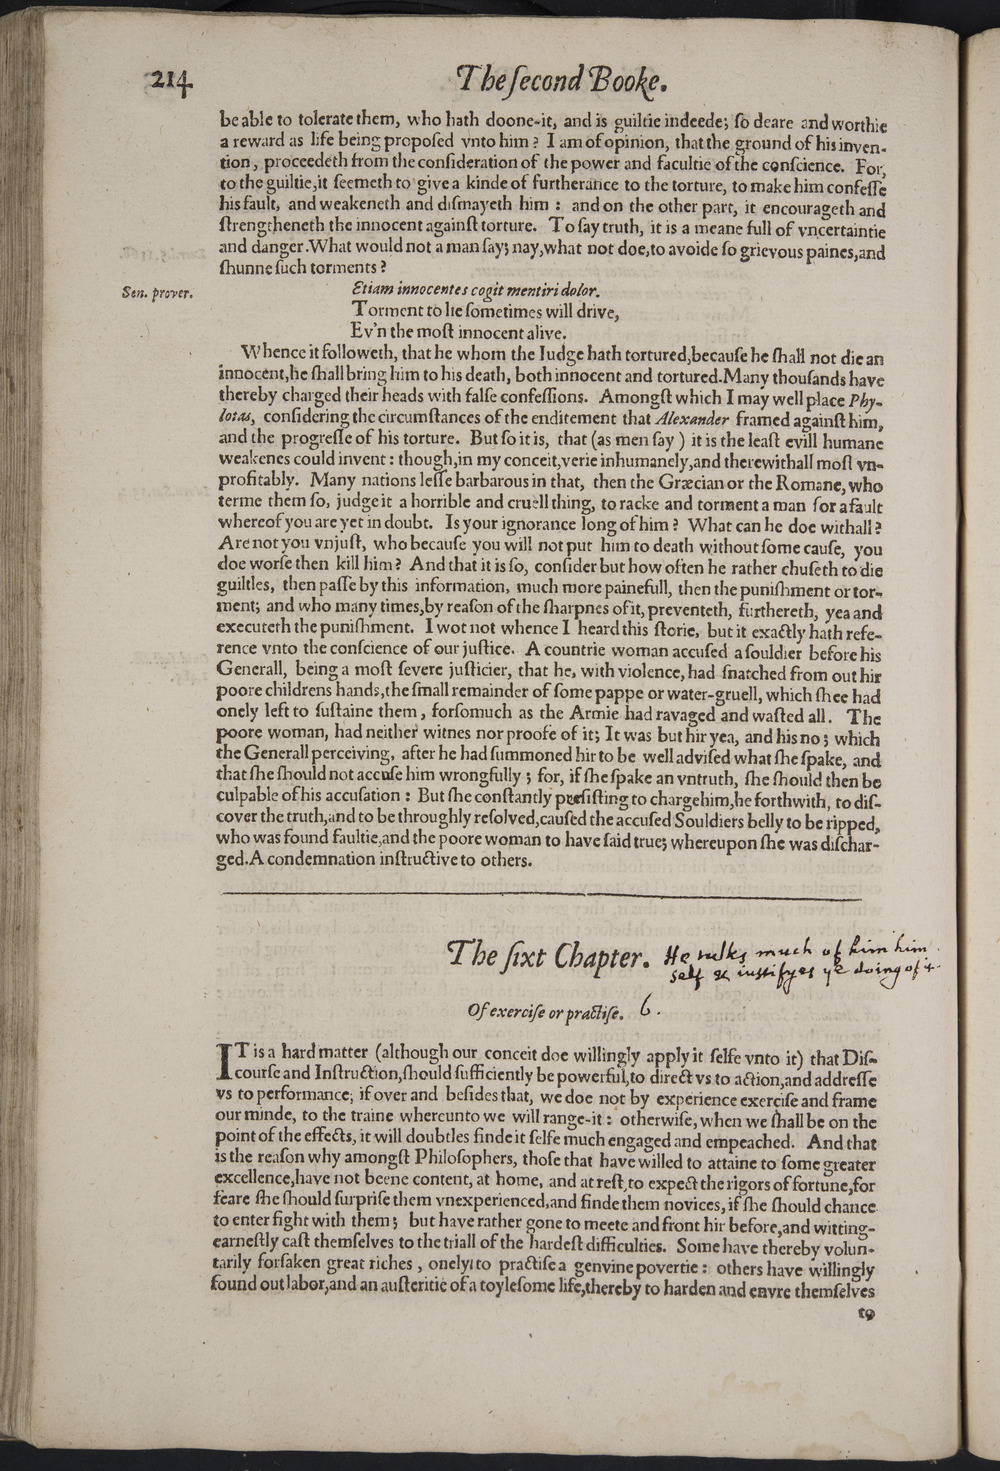 214
The ſecond Booke.
be able to tolerate them, who hath doone-it, and is guiltie indeede; ſo deare and worthie
a reward as life being propoſed vnto him? I am of opinion, that the ground of his inven-
tion, proceedeth from the conſideration of the power and facultie of the conſcience. For,
to the guiltie, it ſeemeth to give a kinde of furtherance to the torture, to make him confeſſe
his fault, and weakeneth and diſmayeth him: and on the other part, it encourageth and
ſtrengtheneth the innocent againſt torture. To ſay truth, it is a meane full of vncertaintie
and danger. What would not a man ſay; nay, what not doe, to avoide ſo grievous paines, and
ſhunne ſuch torments?
Sen. prover.
Etiam innocentes cogit mentiri dolor.
Torment to lie ſometimes will drive,
Ev'n the moſt innocent alive.
Whence it followeth, that he whom the Iudge hath tortured, becauſe he ſhall not die an
innocent, he ſhall bring him to his death, both innocent and tortured. Many thouſands have
thereby charged their heads with falſe confeſſions. Amongſt which I may well place Phy-
lotas, conſidering the circumſtances of the enditement that Alexander framed againſt him,
and the progreſſe of his torture. But ſo it is, that (as men ſay) it is the leaſt evill humane
weakenes could invent: though, in my conceit, verie inhumanely, and therewithall moſt vn-
profitably. Many nations leſſe barbarous in that, then the Græcian or the Romane, who
terme them ſo, judge it a horrible and cruell thing, to racke and torment a man for a fault
whereof you are yet in doubt. Is your ignorance long of him? What can he doe withall?
Are not you vnjuſt, who becauſe you will not put him to death without ſome cauſe, you
doe worſe then kill him? And that it is ſo, conſider but how often he rather chuſeth to die
guiltles, then paſſe by this information, much more painefull, then the puniſhment or tor-
ment; and who many times, by reaſon of the ſharpnes of it, preventeth, furthereth, yea and
executeth the puniſhment. I wot not whence I heard this ſtorie, but it exactly hath refe-
rence vnto the conſcience of our juſtice. A countrie woman accuſed a ſouldier before his
Generall, being a moſt ſevere juſticier, that he, with violence, had ſnatched from out hir
poore childrens hands, the ſmall remainder of ſome pappe or water-gruell, which ſhee had
onely left to ſuſtaine them, forſomuch as the Armie had ravaged and waſted all. The
poore woman, had neither witnes nor proofe of it; It was but hir yea, and his no; which
the Generall perceiving, after he had ſummoned hir to be well adviſed what ſhe ſpake, and
that ſhe ſhould not accuſe him wrongfully; for, if ſhe ſpake an vntruth, ſhe ſhould then be
culpable of his accuſation: But ſhe conſtantly perſiſting to charge him, he forthwith, to diſ-
cover the truth, and to be throughly reſolved, cauſed the accuſed Souldiers belly to be ripped,
who was found faultie, and the poore woman to have ſaid true; whereupon ſhe was diſchar-
ged. A condemnation inſtructive to others.
The ſixt Chapter. He talks much of him him
self & iustifyes ye doing of it
Of exerciſe or practiſe. 6.
IT is a hard matter (although our conceit doe willingly apply it ſelfe vnto it) that Diſ-
courſe and Inſtruction, ſhould ſufficiently be powerful, to direct vs to action, and addreſſe
vs to performance; if over and beſides that, we doe not by experience exerciſe and frame
our minde, to the traine whereunto we will range-it: otherwiſe, when we ſhall be on the
point of the effects, it will doubtles finde it ſelfe much engaged and empeached. And that
is the reaſon why amongſt Philoſophers, thoſe that have willed to attaine to ſome greater
excellence, have not beene content, at home, and at reſt, to expect the rigors of fortune, for
feare ſhe ſhould ſurpriſe them vnexperienced, and finde them novices, if ſhe ſhould chance
to enter fight with them; but have rather gone to meete and front hir before, and witting-
earneſtly caſt themſelves to the triall of the hardeſt difficulties. Some have thereby volun-
tarily forſaken great riches, onely to practiſe a genvine povertie: others have willingly
found out labor, and an auſteritie of a toyleſome life, thereby to harden and envre themſelves
to